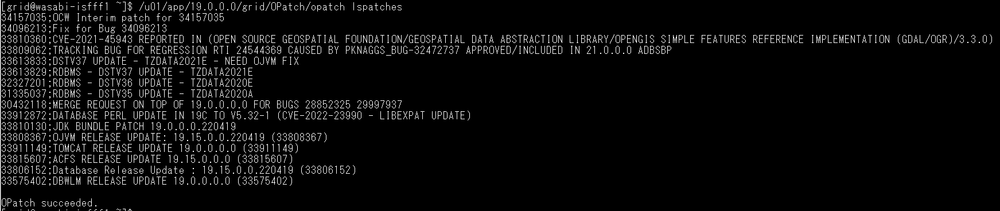 [grid@wasabi-isfff1 ~]$ /u01/app/19.0.0.0/grid/OPatch/opatch lspatches
34157035;OCW Interim patch for 34157035
34096213;Fix for Bug 34096213
33810360;CVE-2021-45943 REPORTED IN (OPEN SOURCE GEOSPATIAL FOUNDATION/GEOSPATIAL DATA ABSTRACTION LIBRARY/OPENGIS SIMPLE FEATURES REFERENCE IMPLEMENTATION (GDAL/OGR)/3.3.0)
33809062;TRACKING BUG FOR REGRESSION RTI 24544369 CAUSED BY PKNAGGS_BUG-32472737 APPROVED/INCLUDED IN 21.0.0.0 ADBSBP
33613833;DSTV37 UPDATE - TZDATA2021E - NEED OJVM FIX
33613829;RDBMS - DSTV37 UPDATE - TZDATA2021E
32327201;RDBMS - DSTV36 UPDATE - TZDATA2020E
31335037;RDBMS - DSTV35 UPDATE - TZDATA2020A
30432118;MERGE REQUEST ON TOP OF 19.0.0.0.0 FOR BUGS 28852325 29997937
33912872;DATABASE PERL UPDATE IN 19C TO V5.32-1 (CVE-2022-23990 - LIBEXPAT UPDATE)
33810130;JDK BUNDLE PATCH 19.0.0.0.220419
33808367;OJVM RELEASE UPDATE: 19.15.0.0.220419 (33808367)
33911149;TOMCAT RELEASE UPDATE 19.0.0.0.0 (33911149)
33815607;ACFS RELEASE UPDATE 19.15.0.0.0 (33815607)
33806152;Database Release Update : 19.15.0.0.220419 (33806152)
33575402;DBWLM RELEASE UPDATE 19.0.0.0.0 (33575402)
OPatch succeeded.
[grid@wasabi-isfff1 ~]$